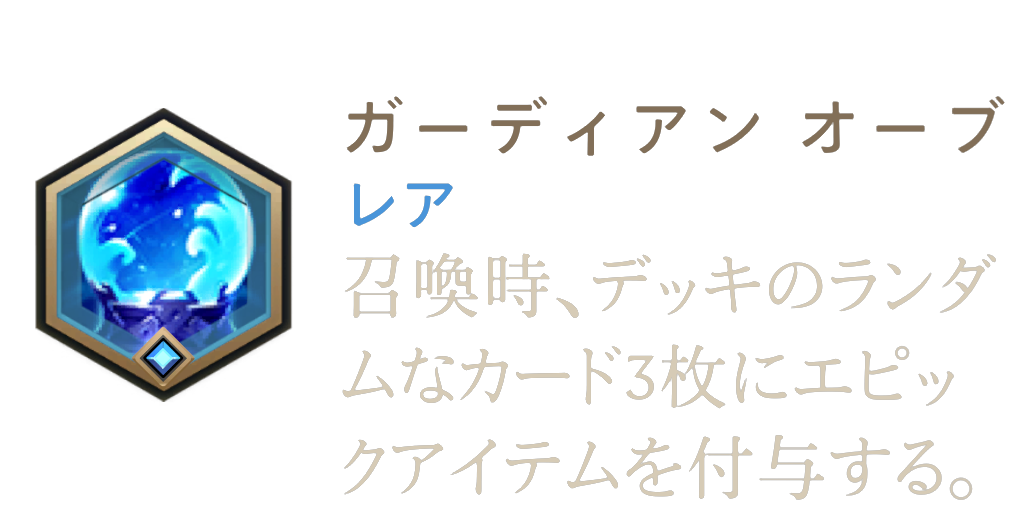 ガーディアン オーブ
レア
召喚時、デッキのランダ
ムなカード3枚にエピッ
クアイテムを付与する。